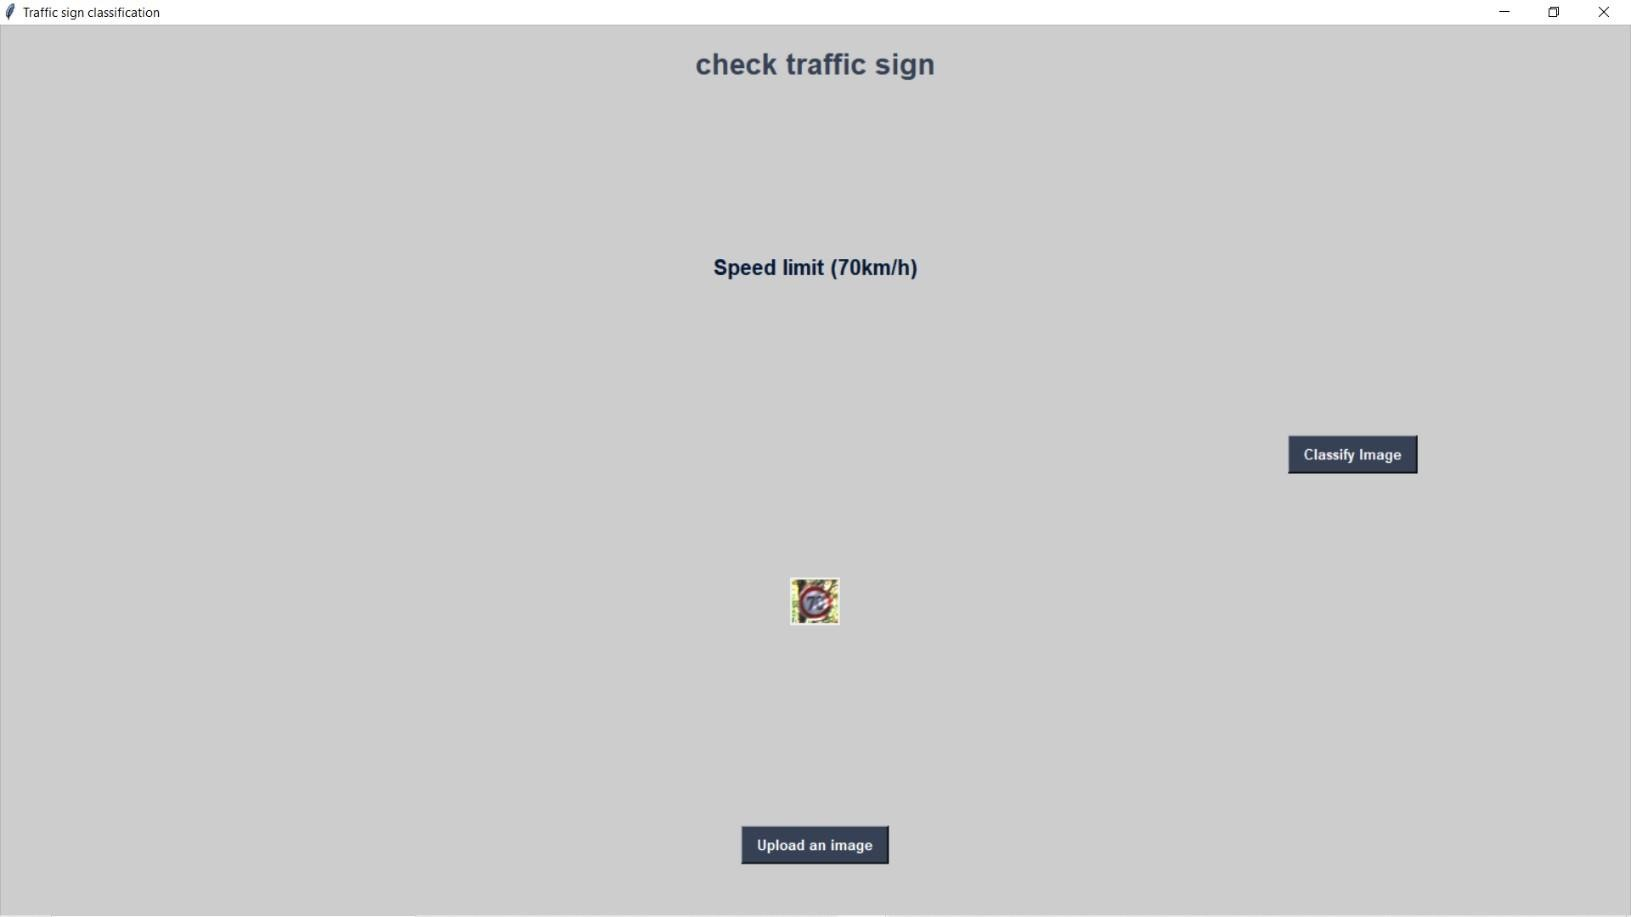 Traffic sign classification
check traffic sign
Speed limit (70km/h)
Classify Image
Upload an image